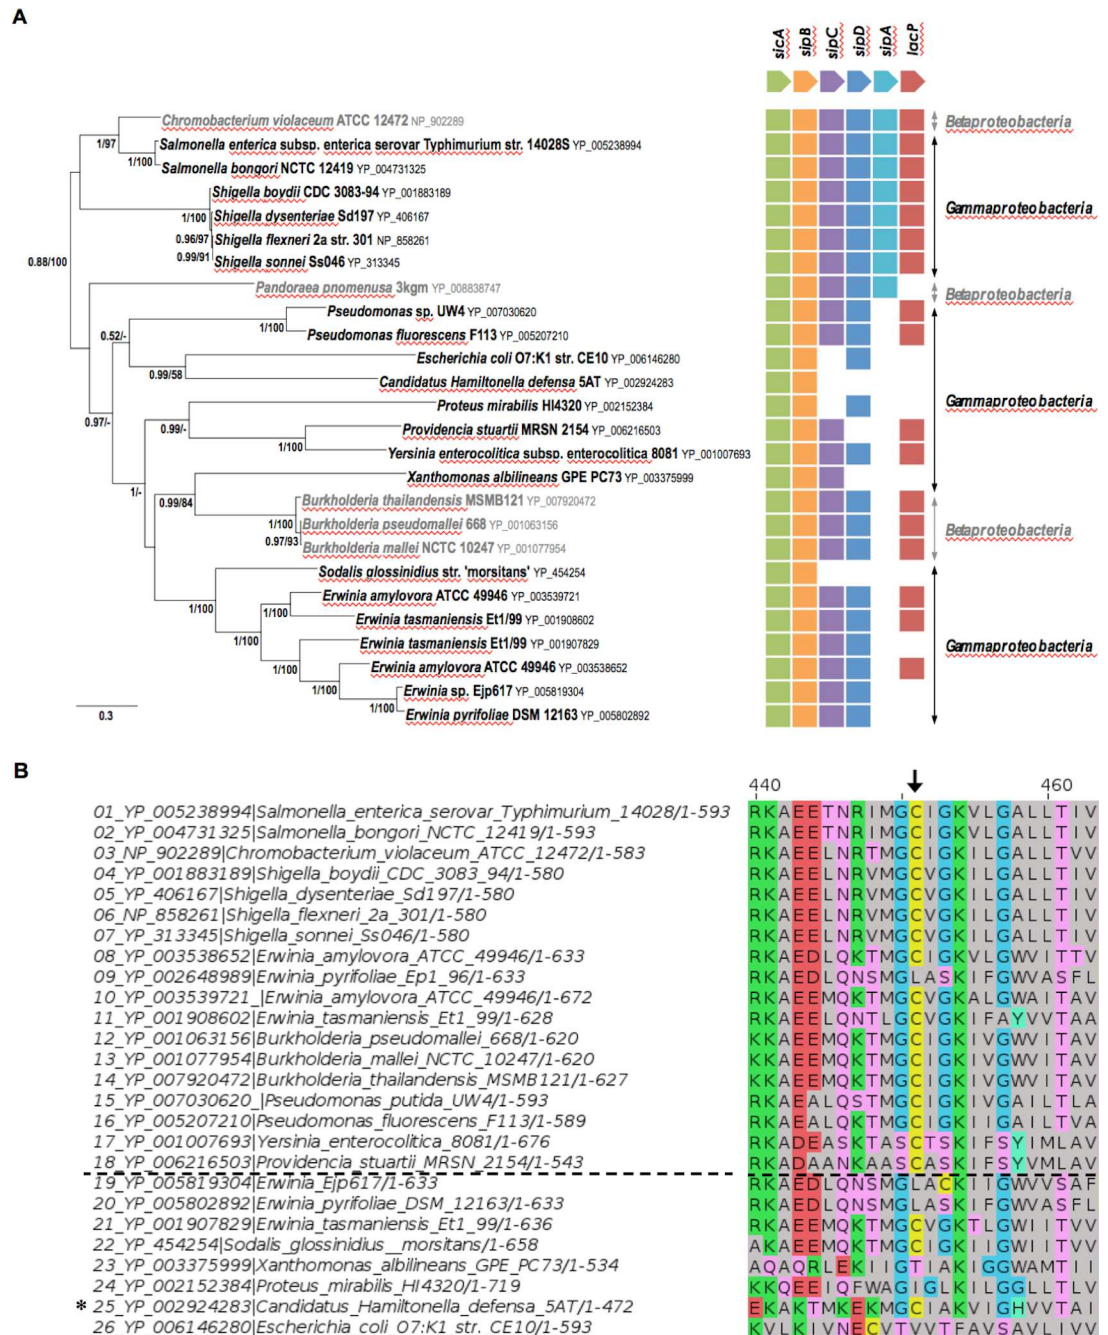 A
sicA sipB sipC sipD sipA IacP
Chromobacterium violaceum ATCC 12472 NP_902289
Betaproteobacteria
1/97
Salmonella enterica subsp. enterica serovar Typhimurium str. 14028S YP_005238994
1/100
Salmonella bongori NCTC 12419 YP_004731325
Shigella boydii CDC 3083-94 YP_001883189
Gammaproteobacteria
1/100
Shigella dysenteriae Sd197 YP_406167
0.96/97
Shigella flexneri 2a str. 301 NP_858261
0.99/91
Shigella sonnei Ss046 YP_313345
0.88/100
Pandoraea pnomenusa 3kgm YP_008838747
Betaproteobacteria
Pseudomonas sp. UW4 YP_007030620
1/100
Pseudomonas fluorescens F113 YP_005207210
0.52/-
Escherichia coli O7:K1 str. CE10 YP_006146280
0.99/58
Candidatus Hamiltonella defensa 5AT YP_002924283
Gammaproteobacteria
Proteus mirabilis HI4320 YP_002152384
0.97/-
0.99/-
Providencia stuartii MRSN 2154 YP_006216503
1/100
Yersinia enterocolitica subsp. enterocolitica 8081 YP_001007693
Xanthomonas albilineans GPE PC73 YP_003375999
1/-
0.99/84
Burkholderia thailandensis MSMB121 YP_007920472
1/100
Burkholderia pseudomallei 668 YP_001063156
Betaproteobacteria
0.97/93
Burkholderia mallei NCTC 10247 YP_001077954
Sodalis glossinidius str. 'morsitans' YP_454254
Erwinia amylovora ATCC 49946 YP_003539721
1/100
1/100
Erwinia tasmaniensis Et1/99 YP_001908602
1/100
Erwinia tasmaniensis Et1/99 YP_001907829
Gammaproteobacteria
1/100
Erwinia amylovora ATCC 49946 YP_003538652
1/100
Erwinia sp. Ejp617 YP_005819304
1/100
Erwinia pyrifoliae DSM 12163 YP_005802892
0.3
B
440 460
01_YP_005238994|Salmonella_enterica_serovar_Typhimurium_14028/1-593 RKAEETNRIMGCIGKVLGALLTIV
02_YP_004731325|Salmonella_bongori_NCTC_12419/1-593 RKAEETNRIMGCIGKVLGALLTIV
03_NP_902289|Chromobacterium_violaceum_ATCC_12472/1-583 RKAEELNRTMGCIGKILGALLTVV
04_YP_001883189|Shigella_boydii_CDC_3083_94/1-580 RKAEELNRVMGCVGKILGALLTIV
05_YP_406167|Shigella_dysenteriae_Sd197/1-580 RKAEELNRVMGCVGKILGALLTIV
06_NP_858261|Shigella_flexneri_2a_301/1-580 RKAEELNRVMGCVGKILGALLTIV
07_YP_313345|Shigella_sonnei_Ss046/1-580 RKAEELNRVMGCVGKILGALLTIV
08_YP_003538652|Erwinia_amylovora_ATCC_49946/1-633 RKAEDLQKTMGCIGKVLGWVITTV
09_YP_002648989|Erwinia_pyrifoliae_Ep1_96/1-633 RKAEDLQNSMGLASKIFGWVASFL
10_YP_003539721_|Erwinia_amylovora_ATCC_49946/1-672 RKAEEMQKTMGCVGKALGWAITAV
11_YP_001908602|Erwinia_tasmaniensis_Et1_99/1-628 RKAEELQNTLGCVGKIFAYVVTAA
12_YP_001063156|Burkholderia_pseudomallei_668/1-620 KKAEEMQKTMGCIGKIVGWVITAV
13_YP_001077954|Burkholderia_mallei_NCTC_10247/1-620 KKAEEMQKTMGCIGKIVGWVITAV
14_YP_007920472|Burkholderia_thailandensis_MSMB121/1-627 KKAEEMQKTMGCIGKIVGWVITAV
15_YP_007030620_|Pseudomonas_putida_UW4/1-593 RKAEALQSTMGCIGKIVGAILTLA
16_YP_005207210|Pseudomonas_fluorescens_F113/1-589 RKAEALQKTMGCIGKIIGAILTVA
17_YP_001007693|Yersinia_enterocolitica_8081/1-676 RKADEASKTASCTSKIFSYIMLAV
18_YP_006216503|Providencia_stuartii_MRSN_2154/1-543 RKADAANKAASCASKIFSYVMLAV
19_YP_005819304|Erwinia_Ejp617/1-633 RKAEDLQNSMGLACKITGWVVSAF
20_YP_005802892|Erwinia_pyrifoliae_DSM_12163/1-633 RKAEDLQNSMGLASKIFGWVASFL
21_YP_001907829|Erwinia_tasmaniensis_Et1_99/1-636 RKAEEMQKTMGCVGKTLGWIITVV
22_YP_454254|Sodalis_glossinidius__morsitans/1-658 AKAEEMQKTMGCIGKIIGWIITVV
23_YP_003375999|Xanthomonas_albilineans_GPE_PC73/1-534 AQAQRLEKIIGTIAKIGGWAMTII
24_YP_002152384|Proteus_mirabilis_HI4320/1-719 KKQEEIQFWAGIGLKILGGLLTLV
* 25_YP_002924283|Candidatus_Hamiltonella_defensa_5AT/1-472 EKAKTMKEKMGCIAKVIGHVVTAI
26_YP_006146280|Escherichia_coli_O7:K1_str._CE10/1-593 KVLKIVNECVTVVTFAVSAVLIVV